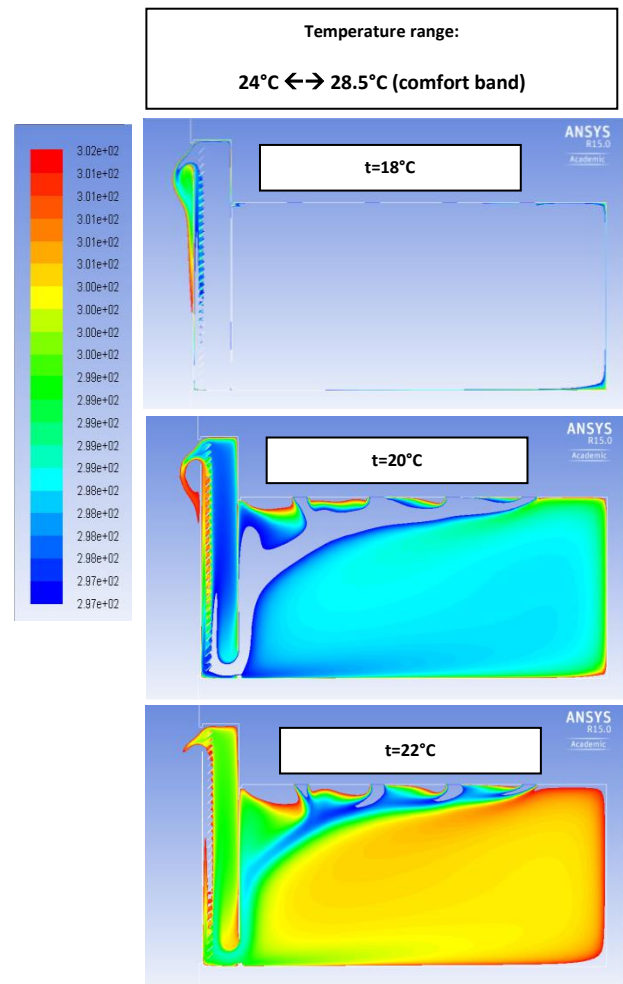 Temperature range:
24°C ←→ 28.5°C (comfort band)
3.02e+02
3.01e+02
3.01e+02
3.01e+02
3.01e+02
3.01e+02
3.00e+02
3.00e+02
3.00e+02
3.00e+02
2.99e+02
2.99e+02
2.99e+02
2.99e+02
2.98e+02
2.98e+02
2.98e+02
2.98e+02
2.97e+02
2.97e+02
ANSYS
R15.0
Academic
t=18°C
ANSYS
R15.0
Academic
t=20°C
ANSYS
R15.0
Academic
t=22°C